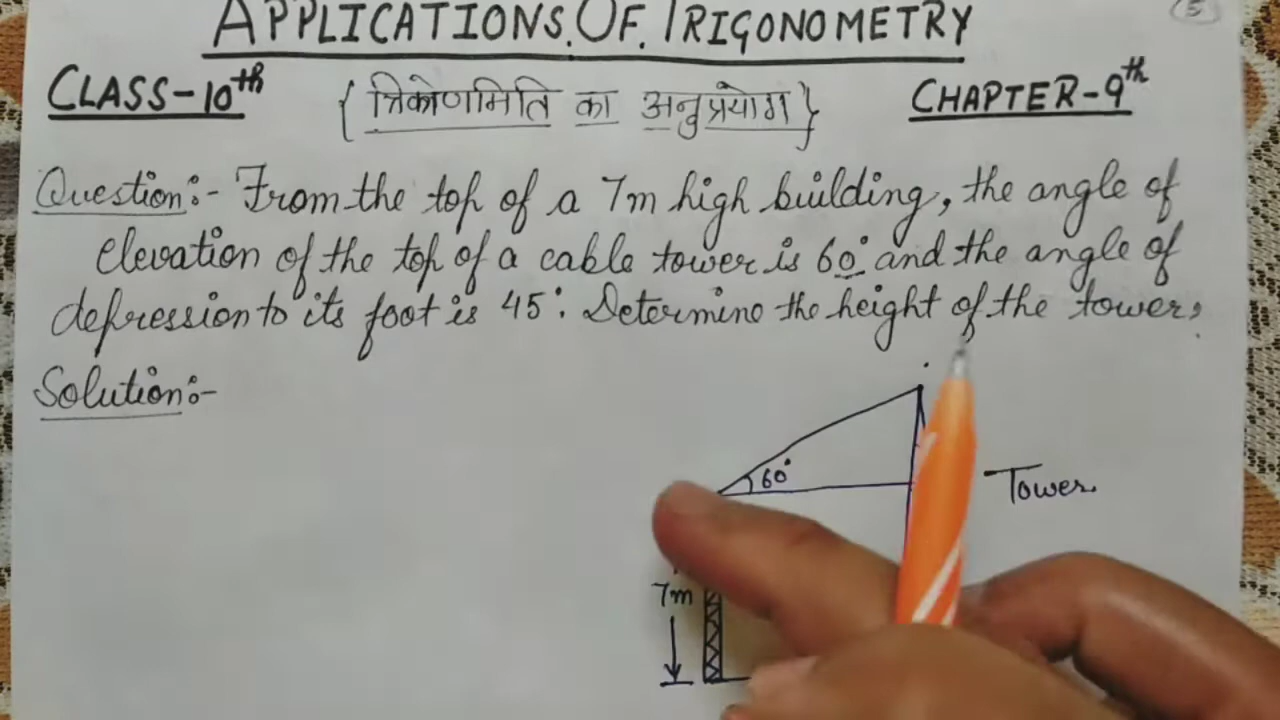 APPLICATIONS OF TRIGONOMETRY
5
CLASS-10th
{त्रिकोणमिति का अनुप्रयोग}
CHAPTER-9th
Question:- From the top of a 7m high building, the angle of
elevation of the top of a cable tower is 60° and the angle of
depression to its foot is 45°. Determine the height of the tower.
Solution:-
60°
Tower
7m